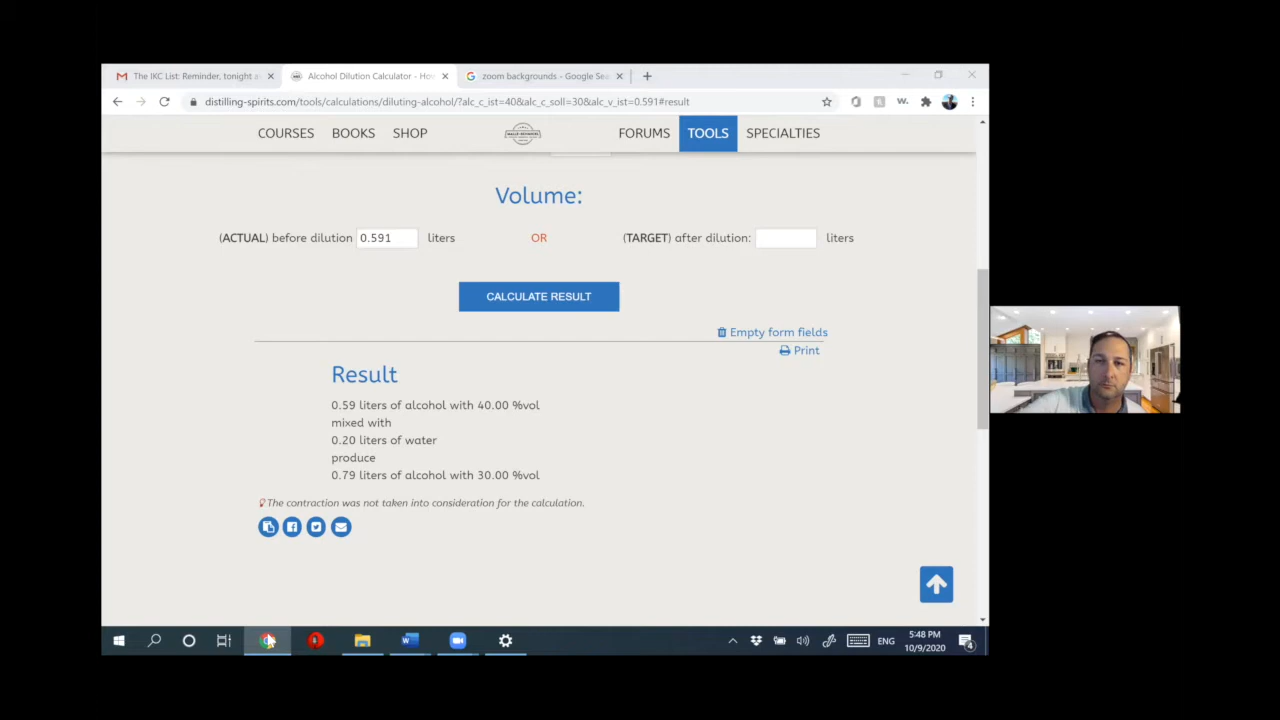 The IKC List: Reminder, tonight a
Alcohol Dilution Calculator - Ho
zoom backgrounds - Google Sea
distilling-spirits.com/tools/calculations/diluting-alcohol/?alc_c_ist=40&alc_c_soll=30&alc_v_ist=0.591#result
COURSES BOOKS SHOP FORUMS TOOLS SPECIALTIES
Volume:
(ACTUAL) before dilution 0.591 liters OR (TARGET) after dilution: liters
CALCULATE RESULT
Empty form fields
Print
Result
0.59 liters of alcohol with 40.00 %vol
mixed with
0.20 liters of water
produce
0.79 liters of alcohol with 30.00 %vol
The contraction was not taken into consideration for the calculation.
ENG
5:48 PM
10/9/2020
4